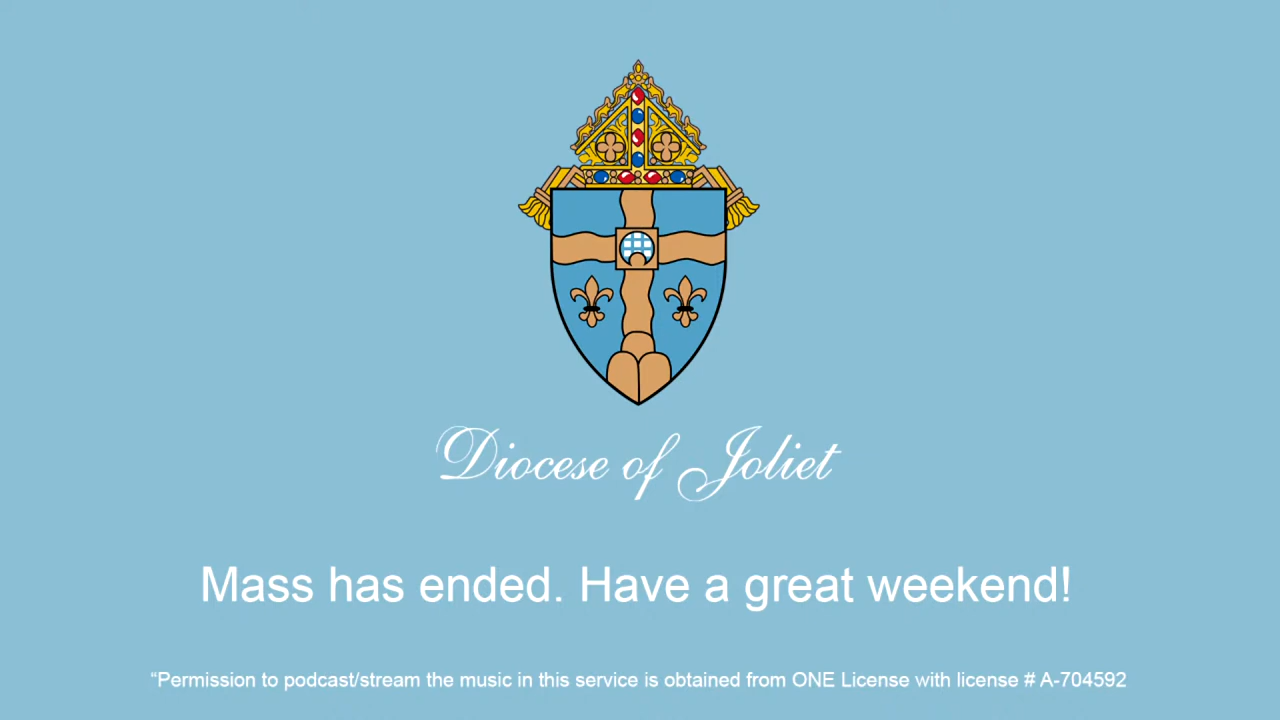 Diocese of Joliet
Mass has ended. Have a great weekend!
“Permission to podcast/stream the music in this service is obtained from ONE License with license # A-704592